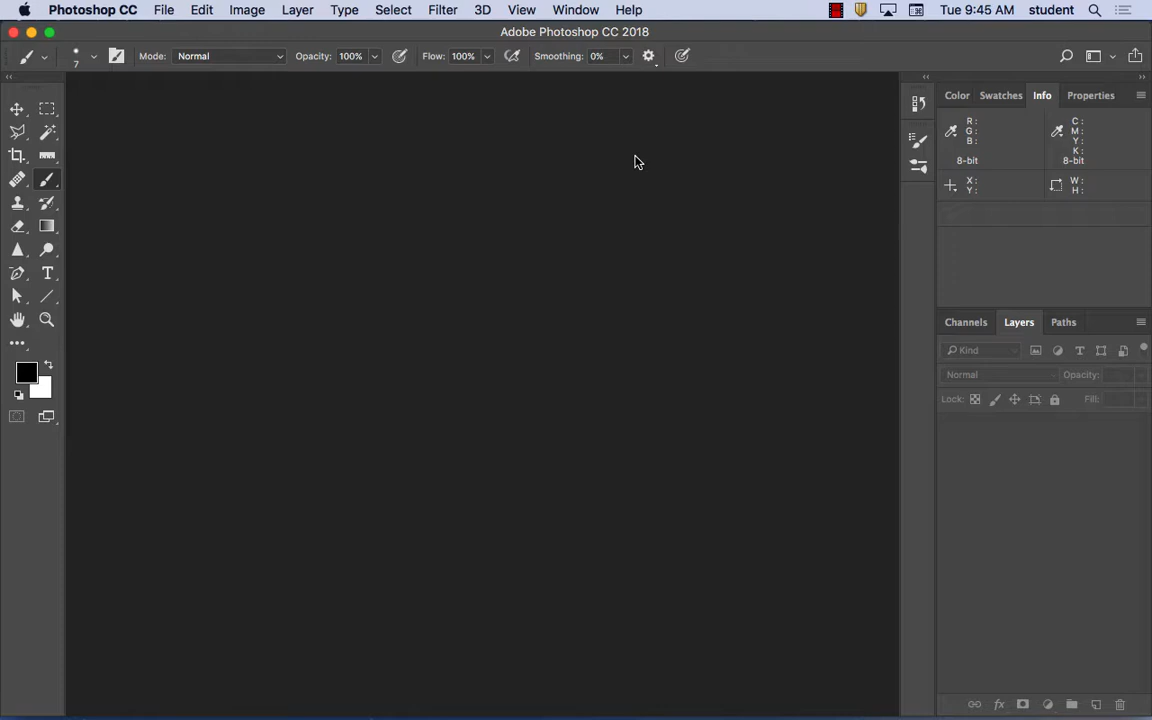 Photoshop CC File Edit Image Layer Type Select Filter 3D View Window Help Tue 9:45 AM student
Adobe Photoshop CC 2018
7 Mode: Normal Opacity: 100% Flow: 100% Smoothing: 0%
Color Swatches Info Properties
R: C:
G: M:
B: Y:
K:
8-bit 8-bit
X: W:
Y: H:
Channels Layers Paths
Kind
Normal Opacity:
Lock: Fill: